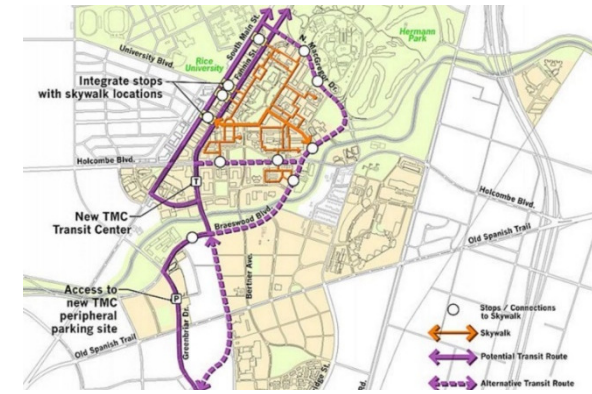 University Blvd.
South Main St.
Fannin St.
N. MacGregor Dr.
Hermann
Park
Rice
University
Integrate stops
with skywalk locations
Holcombe Blvd.
T
New TMC
Transit Center
Braeswood Blvd.
Holcombe Blvd.
Old Spanish Trail
Bertner Ave.
Access to
new TMC
peripheral
parking site
P
Greenbriar Dr.
Old Spanish Trail
Stops / Connections
to Skywalk
Skywalk
Potential Transit Route
Alternative Transit Route
St.
Rd.